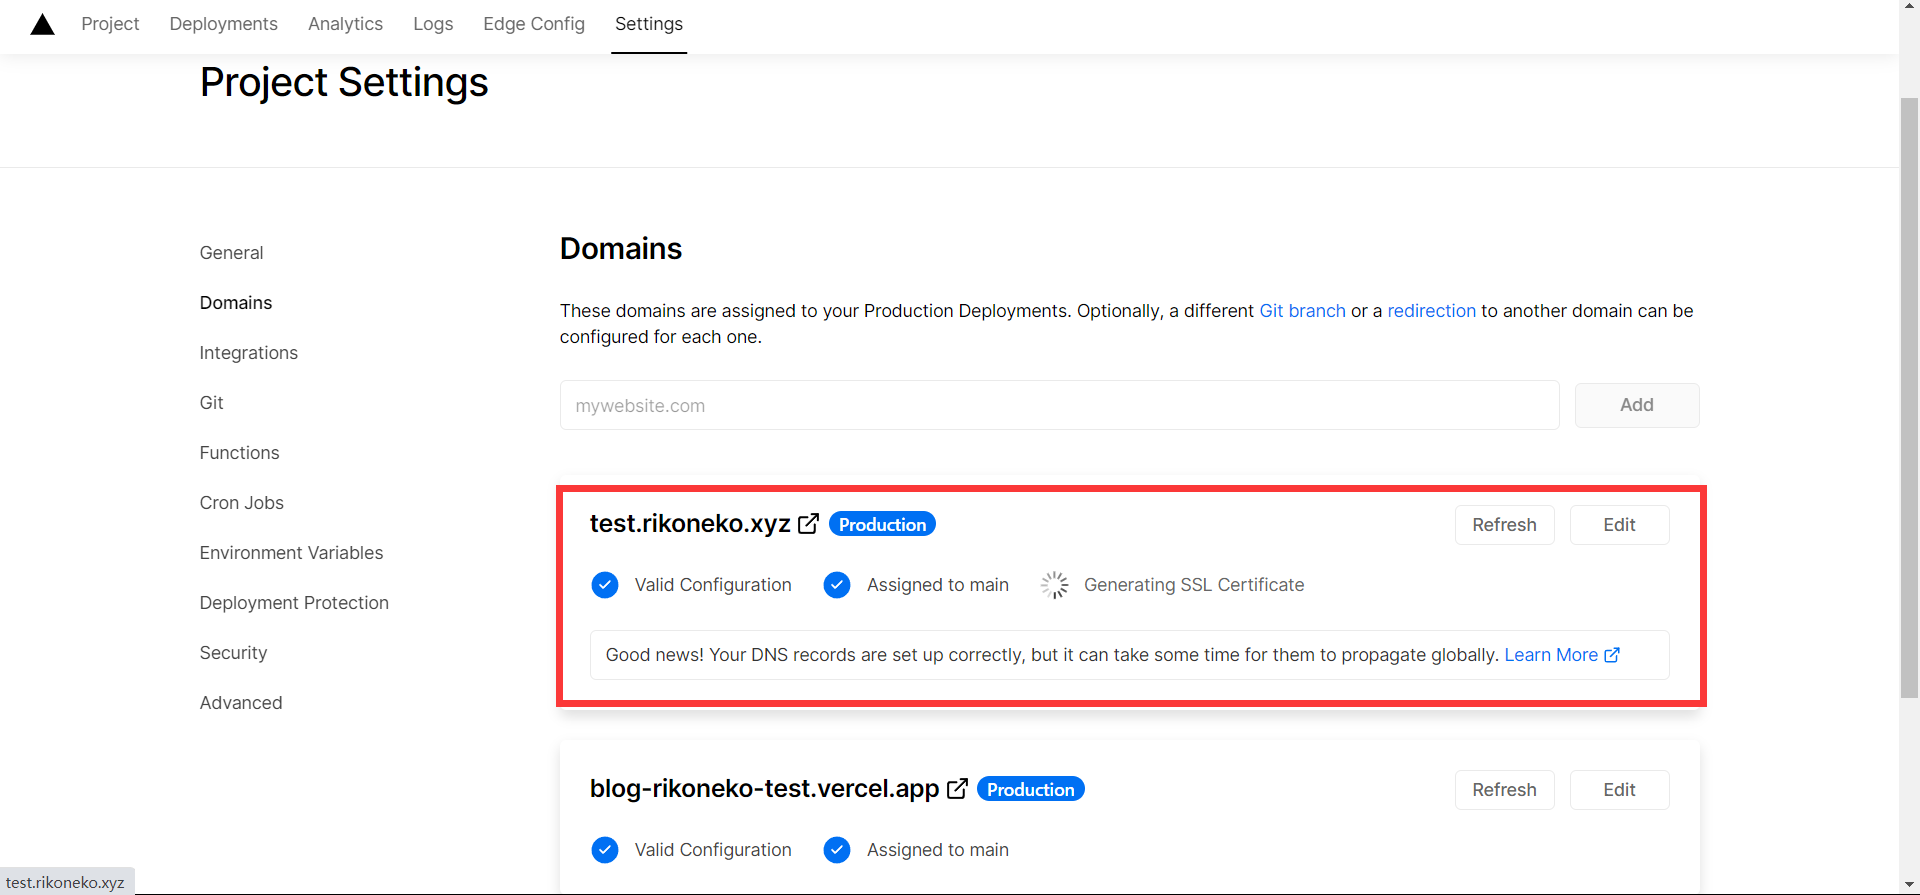 Project Deployments Analytics Logs Edge Config Settings
Project Settings
General
Domains
Integrations
Git
Functions
Cron Jobs
Environment Variables
Deployment Protection
Security
Advanced
Domains
These domains are assigned to your Production Deployments. Optionally, a different Git branch or a redirection to another domain can be
configured for each one.
mywebsite.com Add
test.rikoneko.xyz Production Refresh Edit
Valid Configuration Assigned to main Generating SSL Certificate
Good news! Your DNS records are set up correctly, but it can take some time for them to propagate globally. Learn More
blog-rikoneko-test.vercel.app Production Refresh Edit
Valid Configuration Assigned to main
test.rikoneko.xyz